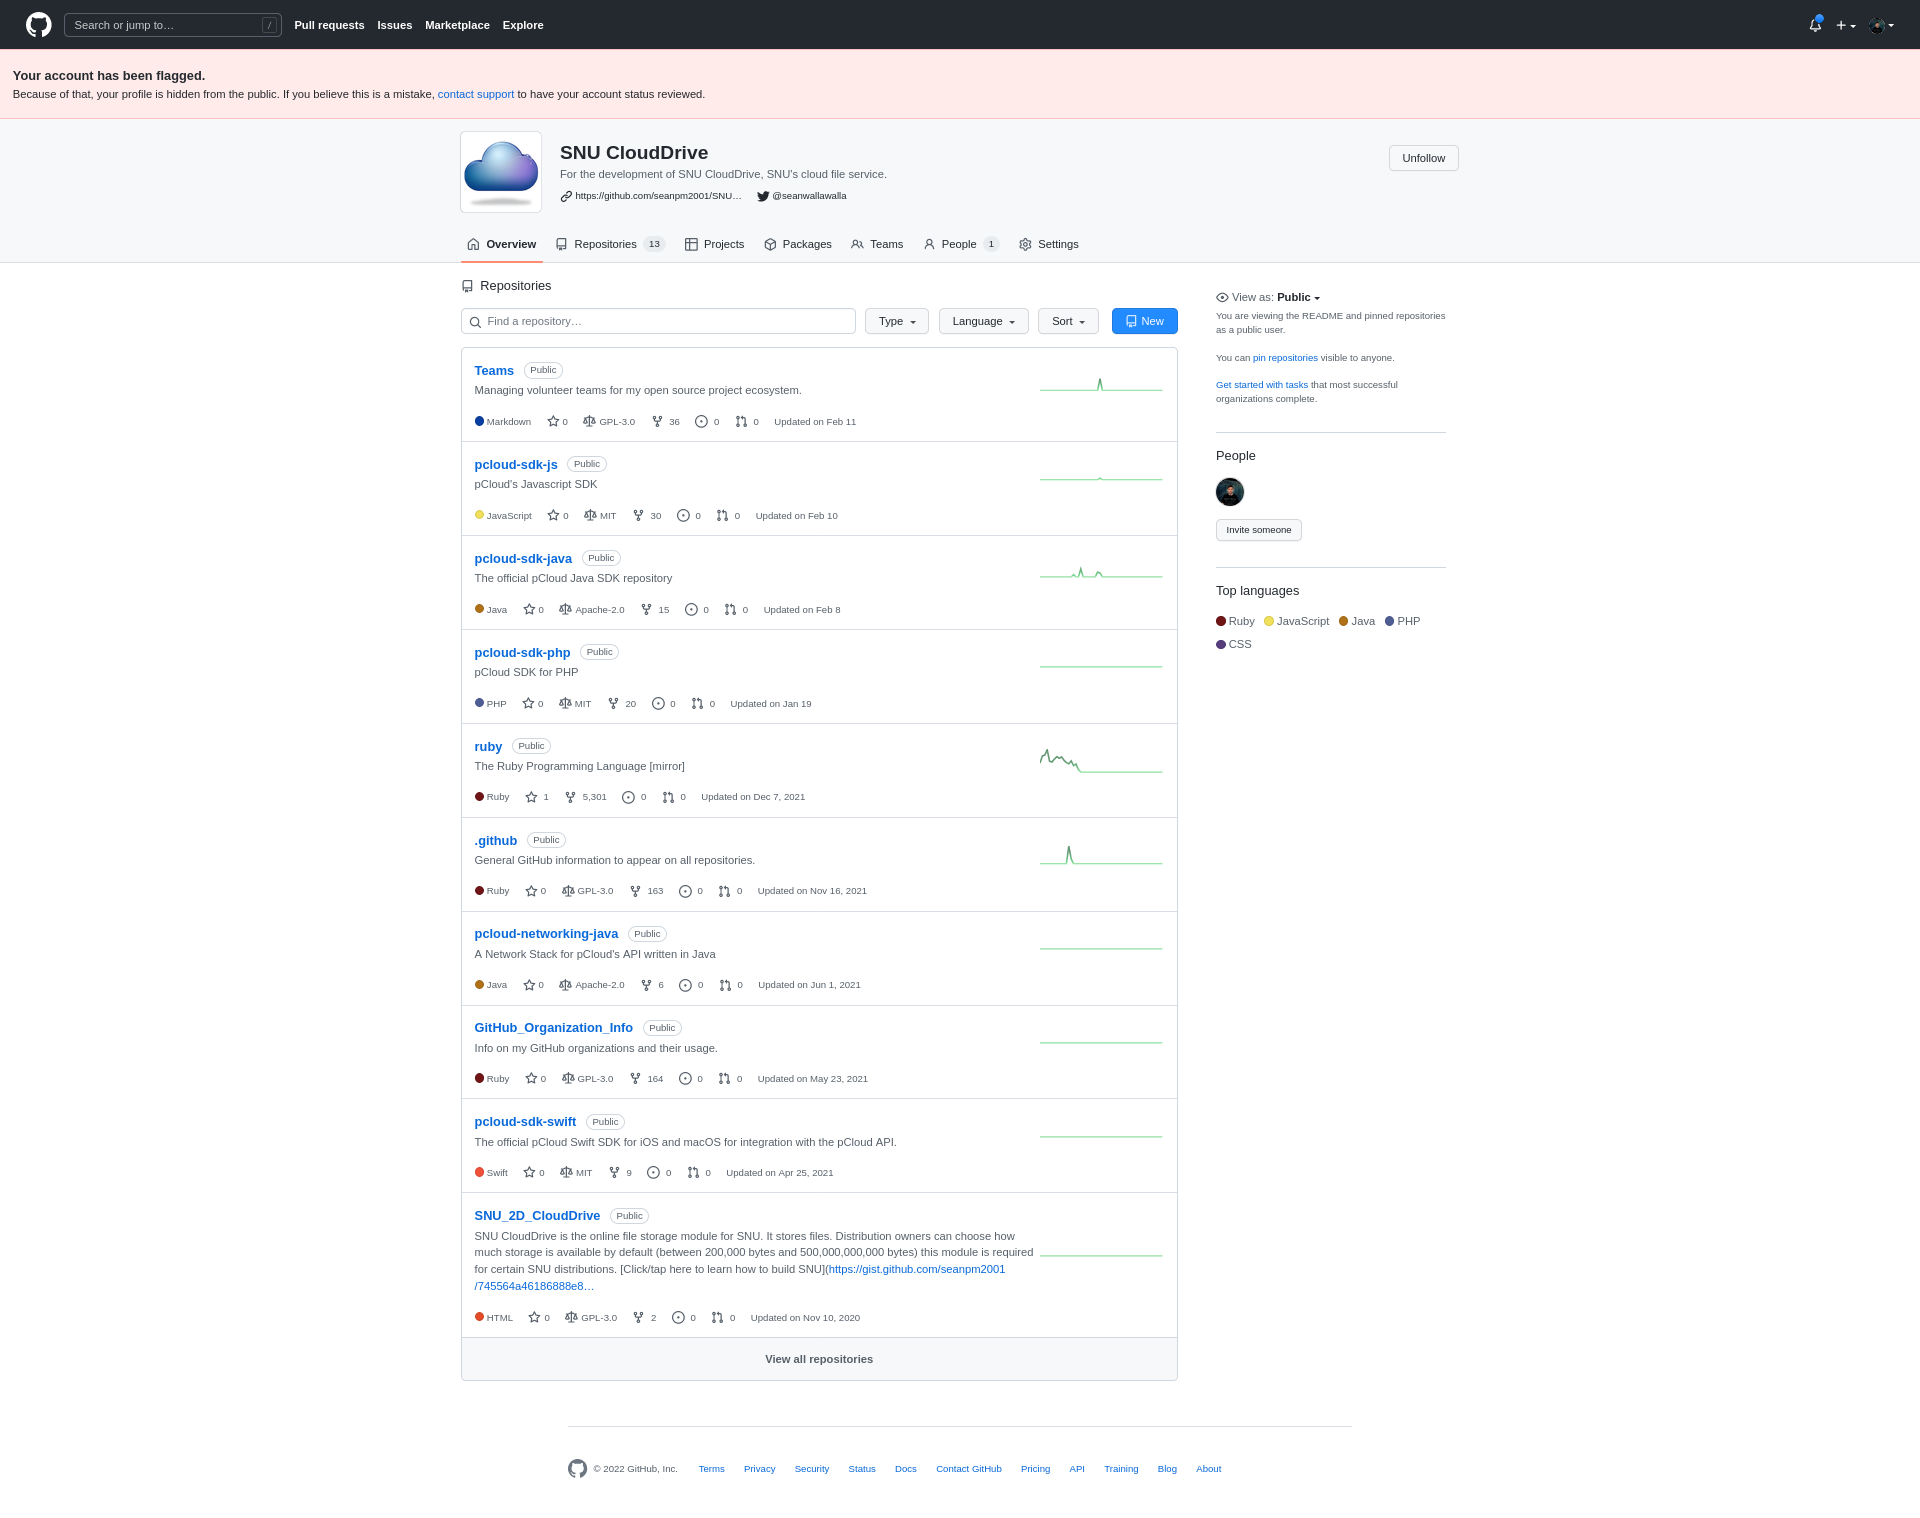 Search or jump to…
/
Pull requests
Issues
Marketplace
Explore
Your account has been flagged.
Because of that, your profile is hidden from the public. If you believe this is a mistake, contact support to have your account status reviewed.
SNU CloudDrive
For the development of SNU CloudDrive, SNU's cloud file service.
https://github.com/seanpm2001/SNU…
@seanwallawalla
Unfollow
Overview
Repositories 13
Projects
Packages
Teams
People 1
Settings
Repositories
Find a repository…
Type
Language
Sort
New
Teams Public
Managing volunteer teams for my open source project ecosystem.
Markdown 0 GPL-3.0 36 0 0 Updated on Feb 11
pcloud-sdk-js Public
pCloud's Javascript SDK
JavaScript 0 MIT 30 0 0 Updated on Feb 10
pcloud-sdk-java Public
The official pCloud Java SDK repository
Java 0 Apache-2.0 15 0 0 Updated on Feb 8
pcloud-sdk-php Public
pCloud SDK for PHP
PHP 0 MIT 20 0 0 Updated on Jan 19
ruby Public
The Ruby Programming Language [mirror]
Ruby 1 5,301 0 0 Updated on Dec 7, 2021
.github Public
General GitHub information to appear on all repositories.
Ruby 0 GPL-3.0 163 0 0 Updated on Nov 16, 2021
pcloud-networking-java Public
A Network Stack for pCloud's API written in Java
Java 0 Apache-2.0 6 0 0 Updated on Jun 1, 2021
GitHub_Organization_Info Public
Info on my GitHub organizations and their usage.
Ruby 0 GPL-3.0 164 0 0 Updated on May 23, 2021
pcloud-sdk-swift Public
The official pCloud Swift SDK for iOS and macOS for integration with the pCloud API.
Swift 0 MIT 9 0 0 Updated on Apr 25, 2021
SNU_2D_CloudDrive Public
SNU CloudDrive is the online file storage module for SNU. It stores files. Distribution owners can choose how
much storage is available by default (between 200,000 bytes and 500,000,000,000 bytes) this module is required
for certain SNU distributions. [Click/tap here to learn how to build SNU](https://gist.github.com/seanpm2001
/745564a46186888e8…
HTML 0 GPL-3.0 2 0 0 Updated on Nov 10, 2020
View all repositories
View as: Public
You are viewing the README and pinned repositories
as a public user.
You can pin repositories visible to anyone.
Get started with tasks that most successful
organizations complete.
People
Invite someone
Top languages
Ruby JavaScript Java PHP
CSS
© 2022 GitHub, Inc.
Terms
Privacy
Security
Status
Docs
Contact GitHub
Pricing
API
Training
Blog
About